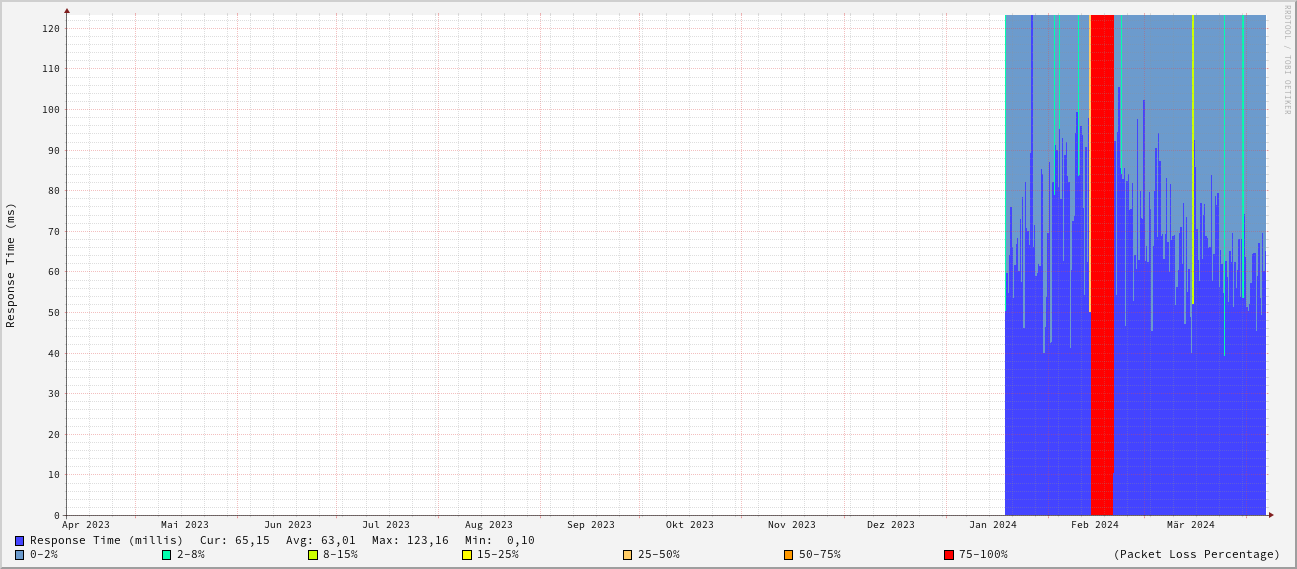 RRDTOOL / TOBI OETIKER
Response Time (ms)
120
110
100
90
80
70
60
50
40
30
20
10
0
Apr 2023 Mai 2023 Jun 2023 Jul 2023 Aug 2023 Sep 2023 Okt 2023 Nov 2023 Dez 2023 Jan 2024 Feb 2024 Mär 2024
Response Time (millis) Cur: 65,15 Avg: 63,01 Max: 123,16 Min: 0,10
0-2% 2-8% 8-15% 15-25% 25-50% 50-75% 75-100% (Packet Loss Percentage)